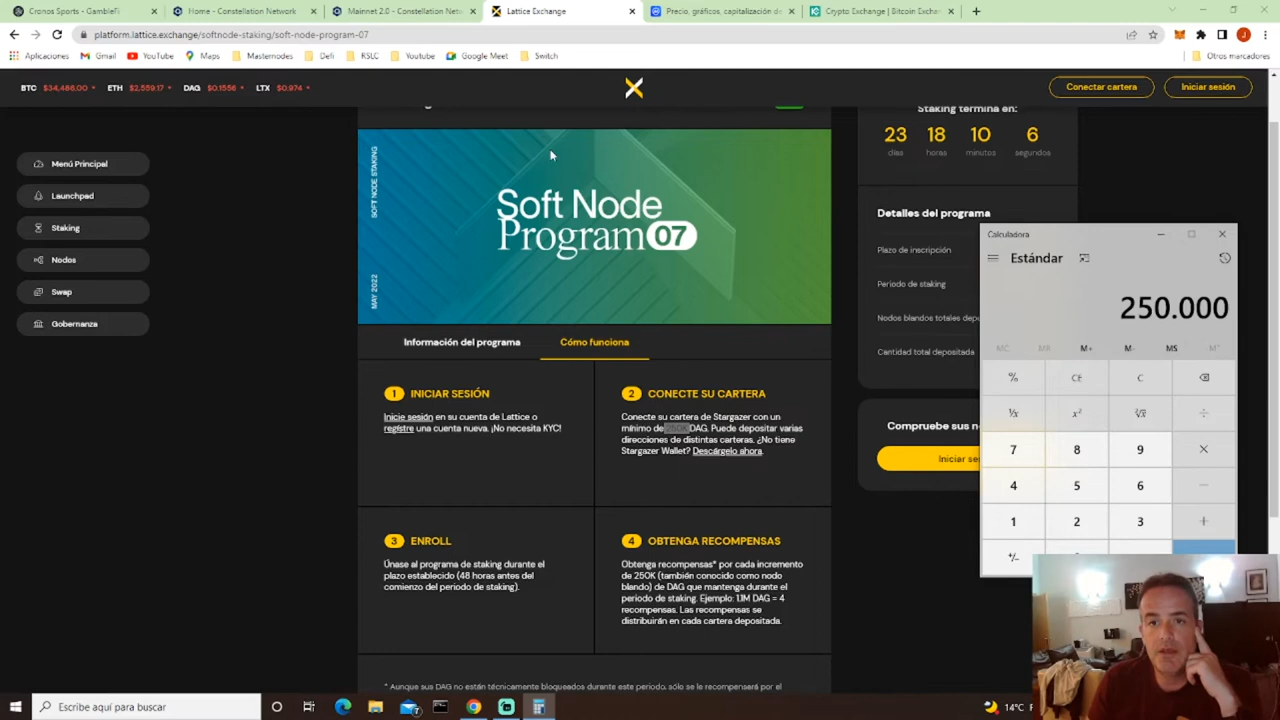 Cronos Sports - GambleFi
Home - Constellation Network
Mainnet 2.0 - Constellation Netw
Lattice Exchange
Precio, gráficos, capitalización de
Crypto Exchange | Bitcoin Exchan
platform.lattice.exchange/softnode-staking/soft-node-program-07
Aplicaciones
Gmail
YouTube
Maps
Masternodes
Defi
RSLC
Youtube
Google Meet
Switch
Otros marcadores
BTC $34,486.00
ETH $2,559.17
DAG $0.1556
LTX $0.974
Conectar cartera
Iniciar sesión
Menú Principal
Launchpad
Staking
Nodos
Swap
Gobernanza
SOFT NODE STAKING
MAY 2022
Soft Node
Program 07
Staking termina en:
23 18 10 6
días horas minutos segundos
Detalles del programa
Plazo de inscripción
Periodo de staking
Nodos blandos totales depo
Cantidad total depositada
Compruebe sus no
Iniciar ses
Información del programa
Cómo funciona
1 INICIAR SESIÓN
Inicie sesión en su cuenta de Lattice o
regístre una cuenta nueva. ¡No necesita KYC!
2 CONECTE SU CARTERA
Conecte su cartera de Stargazer con un
mínimo de 250K DAG. Puede depositar varias
direcciones de distintas carteras. ¿No tiene
Stargazer Wallet? Descárgelo ahora.
3 ENROLL
Únase al programa de staking durante el
plazo establecido (48 horas antes del
comienzo del periodo de staking).
4 OBTENGA RECOMPENSAS
Obtenga recompensas* por cada incremento
de 250K (también conocido como nodo
blando) de DAG que mantenga durante el
periodo de staking. Ejemplo: 1.1M DAG = 4
recompensas. Las recompensas se
distribuirán en cada cartera depositada.
* Aunque sus DAG no están técnicamente bloqueados durante este periodo, sólo se le recompensará por el
Calculadora
Estándar
250.000
MC MR M+ M- MS M˅
% CE C
⅟x x² ²√x ÷
7 8 9 ×
4 5 6 −
1 2 3 +
+/−
Escribe aquí para buscar
14°C